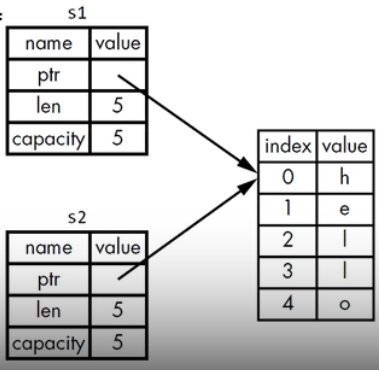 s1
name value
ptr
len 5
capacity 5
index value
0 h
1 e
2 l
3 l
4 o
s2
name value
ptr
len 5
capacity 5